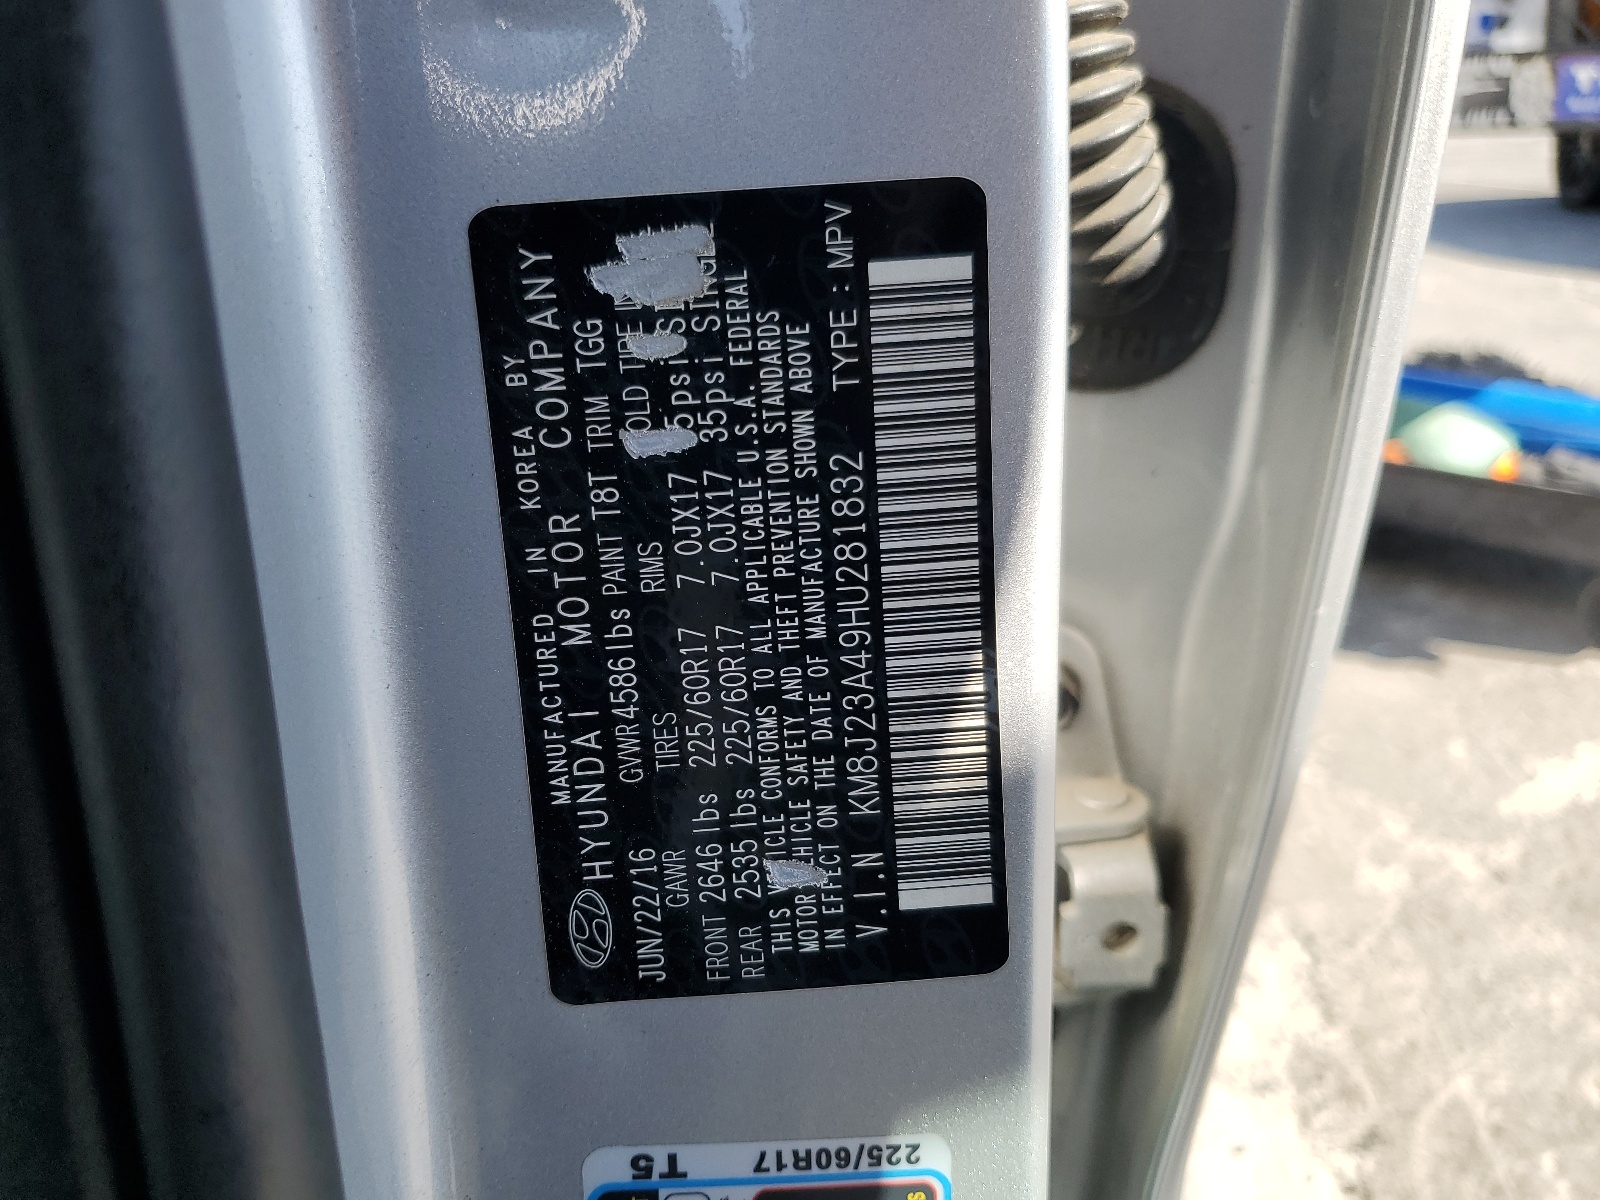 MANUFACTURED IN KOREA BY
HYUNDAI MOTOR COMPANY
JUN/22/16 GVWR 4586lbs PAINT T8T TRIM TGG
GAWR TIRES RIMS
FRONT 2646lbs 225/60R17 7.0JX17 5psi
REAR 2535lbs 225/60R17 7.0JX17 35psi
THIS CONFORMS TO ALL APPLICABLE U.S.A. FEDERAL
MOTOR SAFETY AND THEFT PREVENTION STANDARDS
IN EFFECT ON THE DATE OF MANUFACTURE SHOWN ABOVE
V.I.N KM8J23A49HU281832 TYPE : MPV
225/60R17
T5